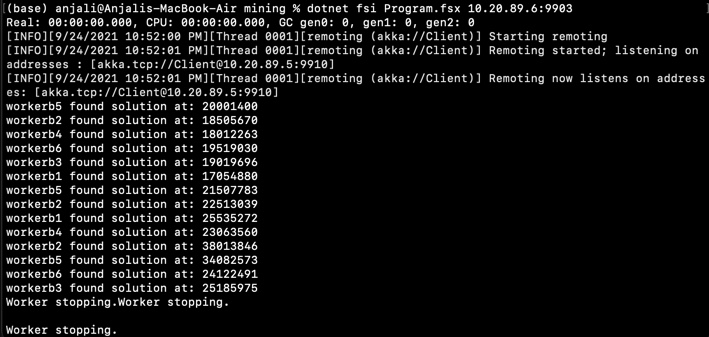 (base) anjali@Anjalis-MacBook-Air mining % dotnet fsi Program.fsx 10.20.89.6:9903
Real: 00:00:00.000, CPU: 00:00:00.000, GC gen0: 0, gen1: 0, gen2: 0
[INFO][9/24/2021 10:52:00 PM][Thread 0001][remoting (akka://Client)] Starting remoting
[INFO][9/24/2021 10:52:01 PM][Thread 0001][remoting (akka://Client)] Remoting started; listening on
addresses : [akka.tcp://Client@10.20.89.5:9910]
[INFO][9/24/2021 10:52:01 PM][Thread 0001][remoting (akka://Client)] Remoting now listens on address
es: [akka.tcp://Client@10.20.89.5:9910]
workerb5 found solution at: 20001400
workerb2 found solution at: 18505670
workerb4 found solution at: 18012263
workerb6 found solution at: 19519030
workerb3 found solution at: 19019696
workerb1 found solution at: 17054880
workerb5 found solution at: 21507783
workerb2 found solution at: 22513039
workerb1 found solution at: 25535272
workerb4 found solution at: 23063560
workerb2 found solution at: 38013846
workerb5 found solution at: 34082573
workerb6 found solution at: 24122491
workerb3 found solution at: 25185975
Worker stopping.Worker stopping.
Worker stopping.